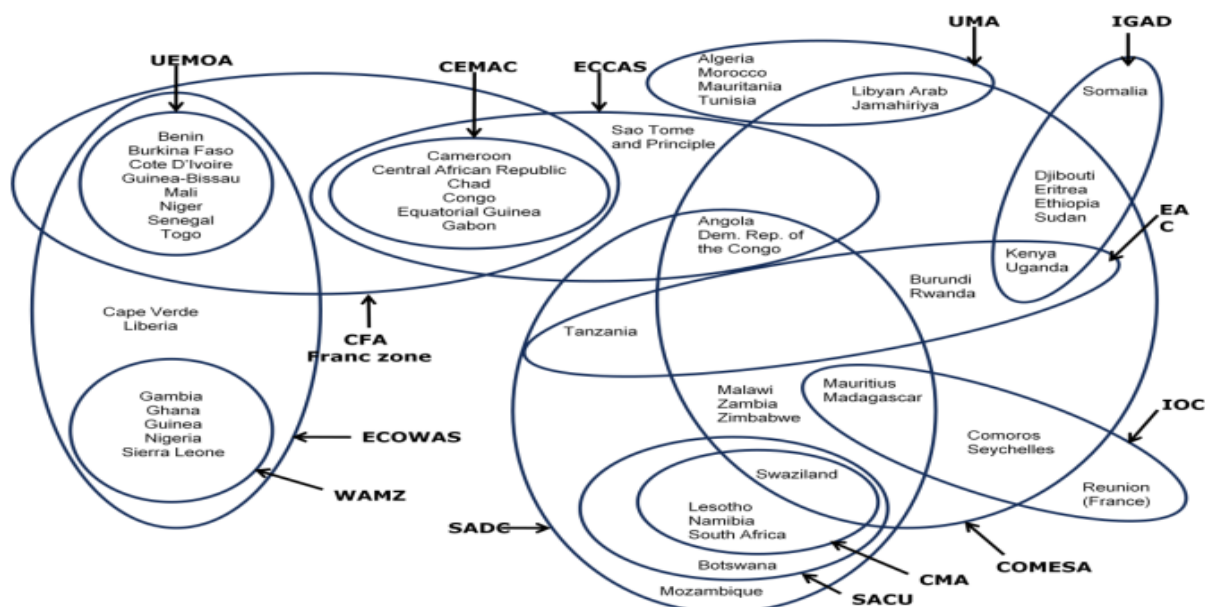 UMA
IGAD
UEMOA
CEMAC
ECCAS
Algeria
Morocco
Mauritania
Tunisia
Libyan Arab
Jamahiriya
Somalia
Sao Tome
and Principle
Benin
Burkina Faso
Cote D'Ivoire
Guinea-Bissau
Mali
Niger
Senegal
Togo
Cameroon
Central African Republic
Chad
Congo
Equatorial Guinea
Gabon
Djibouti
Eritrea
Ethiopia
Sudan
EA
C
Angola
Dem. Rep. of
the Congo
Kenya
Uganda
Burundi
Rwanda
Cape Verde
Liberia
CFA
Franc zone
Tanzania
Malawi
Zambia
Zimbabwe
Mauritius
Madagascar
IOC
Gambia
Ghana
Guinea
Nigeria
Sierra Leone
ECOWAS
Comoros
Seychelles
WAMZ
Swaziland
Reunion
(France)
SADC
Lesotho
Namibia
South Africa
Botswana
Mozambique
CMA
COMESA
SACU